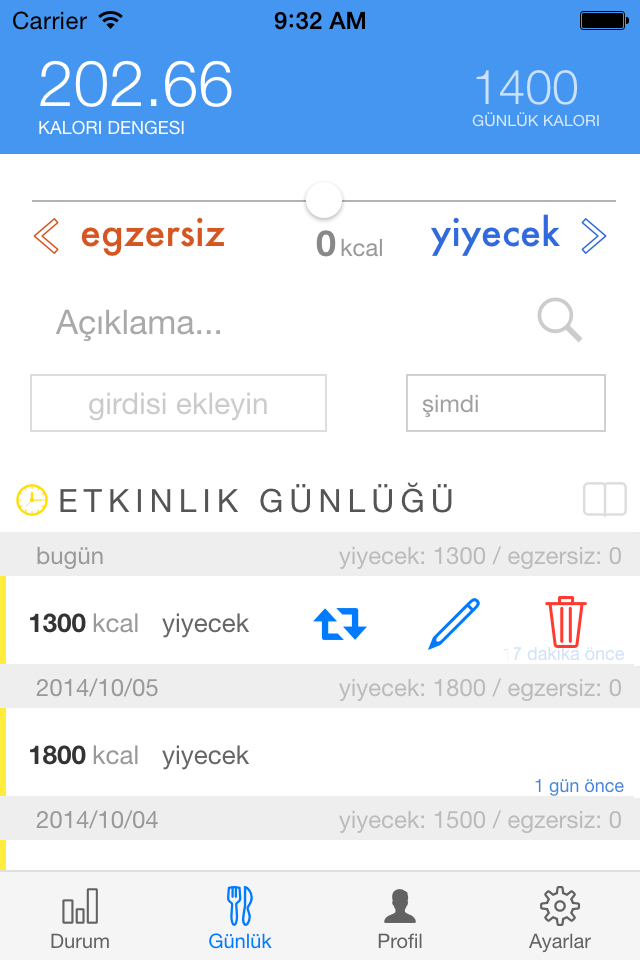 Carrier 9:32 AM
202.66 1400
KALORI DENGESI GÜNLÜK KALORI
egzersiz 0 kcal yiyecek
Açıklama...
girdisi ekleyin şimdi
ETKINLIK GÜNLÜĞÜ
bugün yiyecek: 1300 / egzersiz: 0
1300 kcal yiyecek
17 dakika önce
2014/10/05 yiyecek: 1800 / egzersiz: 0
1800 kcal yiyecek
1 gün önce
2014/10/04 yiyecek: 1500 / egzersiz: 0
Durum Günlük Profil Ayarlar